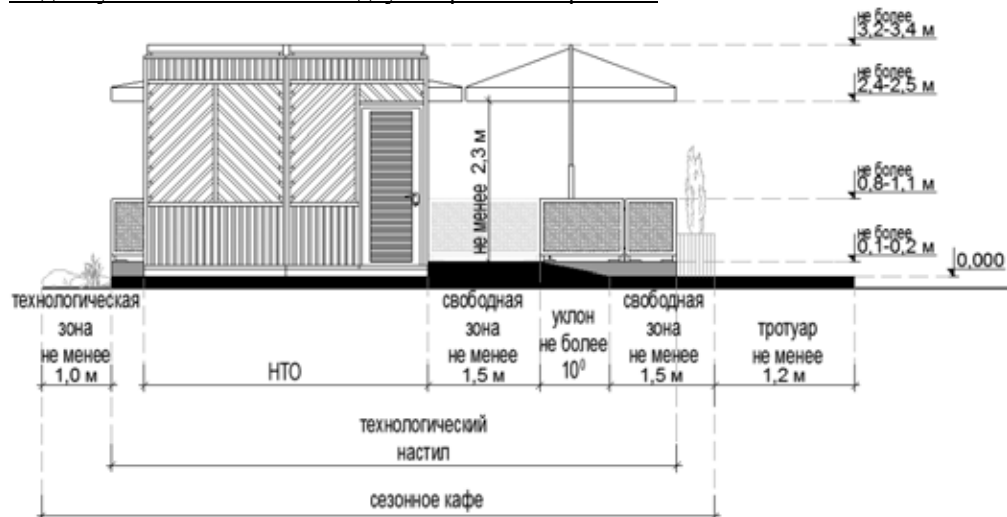 не более
3,2-3,4 м
не более
2,4-2,5 м
не менее 2,3 м
не более
0,8-1,1 м
не более
0,1-0,2 м
0,000
технологическая
зона
не менее
1,0 м
НТО
свободная
зона
не менее
1,5 м
уклон
не более
10⁰
свободная
зона
не менее
1,5 м
тротуар
не менее
1,2 м
технологический
настил
сезонное кафе